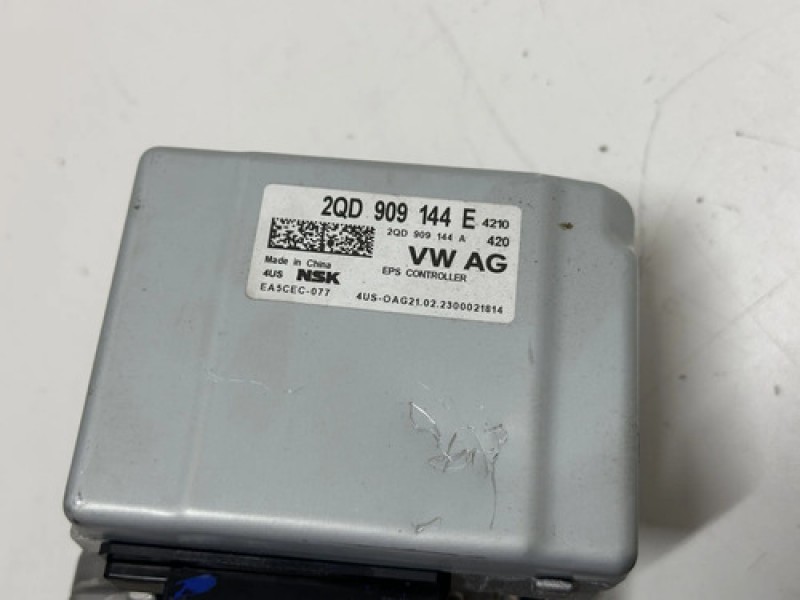 2QD 909 144 E 4210
2QD 909 144 A 420
VW AG
Made in China
4US NSK EPS CONTROLLER
EA5CEC-077 4US-OAG21.02.2300021814